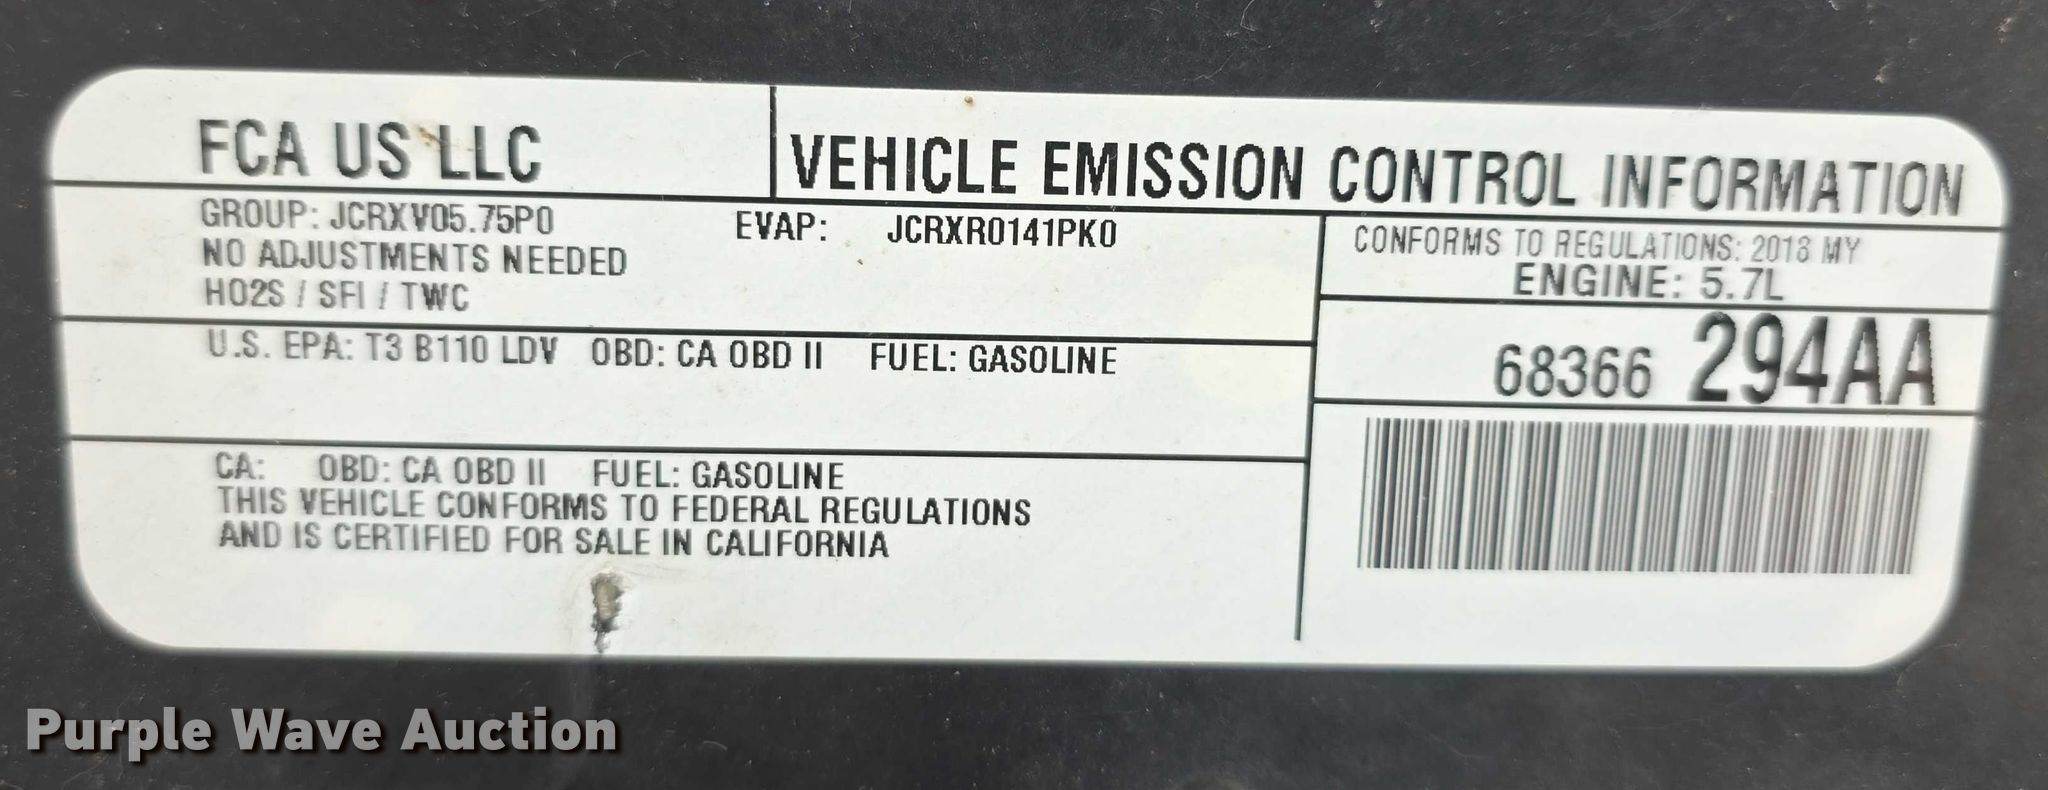 FCA US LLC
VEHICLE EMISSION CONTROL INFORMATION
GROUP: JCRXV05.75P0 EVAP: JCRXR0141PK0
NO ADJUSTMENTS NEEDED
HO2S / SFI / TWC
CONFORMS TO REGULATIONS: 2018 MY
ENGINE: 5.7L
U.S. EPA: T3 B110 LDV OBD: CA OBD II FUEL: GASOLINE
68366 294AA
CA: OBD: CA OBD II FUEL: GASOLINE
THIS VEHICLE CONFORMS TO FEDERAL REGULATIONS
AND IS CERTIFIED FOR SALE IN CALIFORNIA
Purple Wave Auction